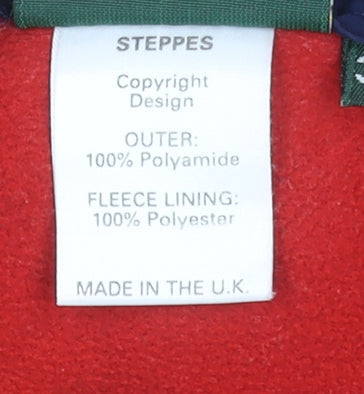 STEPPES
Copyright
Design
OUTER:
100% Polyamide
FLEECE LINING:
100% Polyester
MADE IN THE U.K.